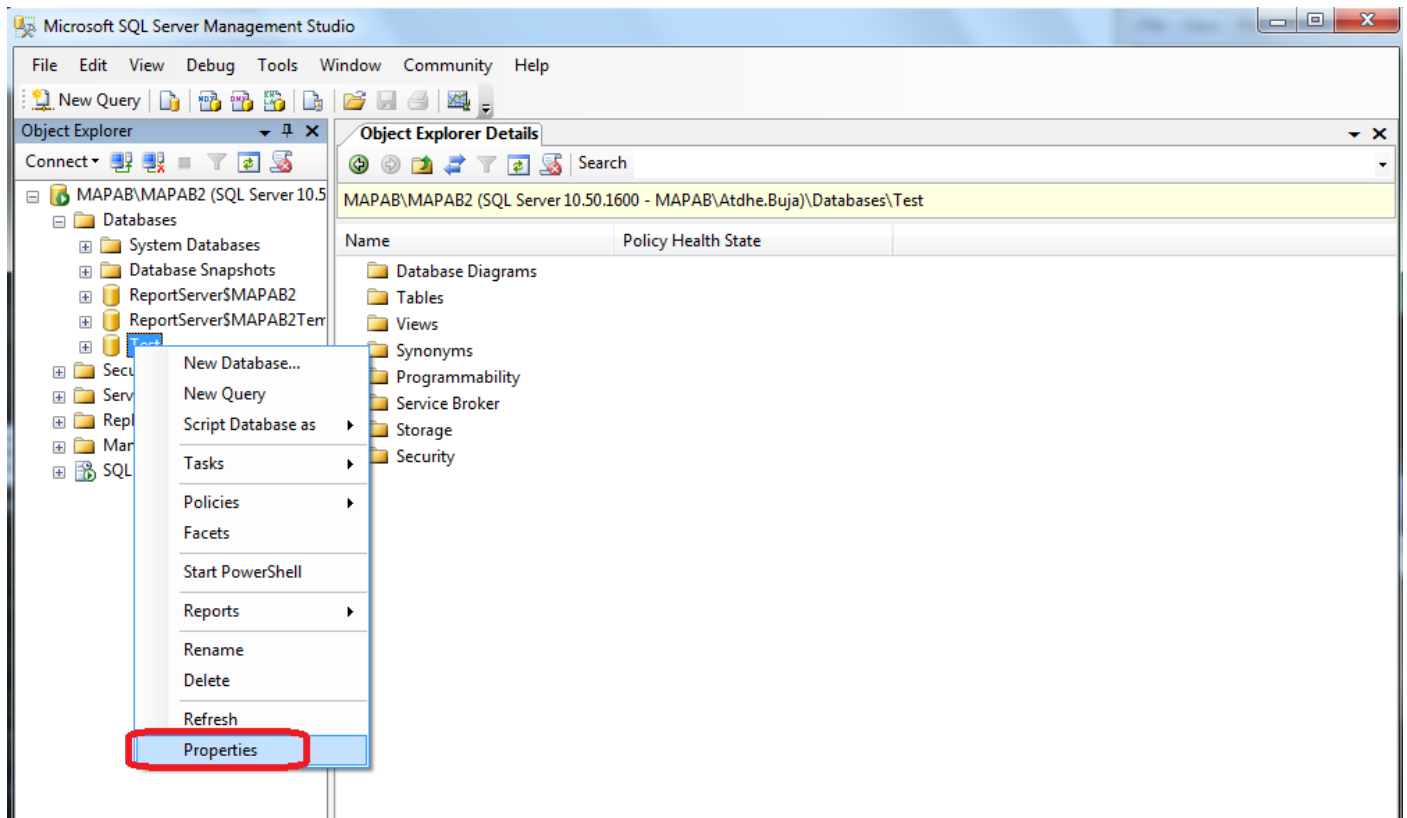 Microsoft SQL Server Management Studio
File Edit View Debug Tools Window Community Help
New Query
Object Explorer
Connect
MAPAB\MAPAB2 (SQL Server 10.5
Databases
System Databases
Database Snapshots
ReportServer$MAPAB2
ReportServer$MAPAB2Tem
Test
Secu
Serv
Repl
Man
SQL
New Database...
New Query
Script Database as
Tasks
Policies
Facets
Start PowerShell
Reports
Rename
Delete
Refresh
Properties
Object Explorer Details
Search
MAPAB\MAPAB2 (SQL Server 10.50.1600 - MAPAB\Atdhe.Buja)\Databases\Test
Name Policy Health State
Database Diagrams
Tables
Views
Synonyms
Programmability
Service Broker
Storage
Security